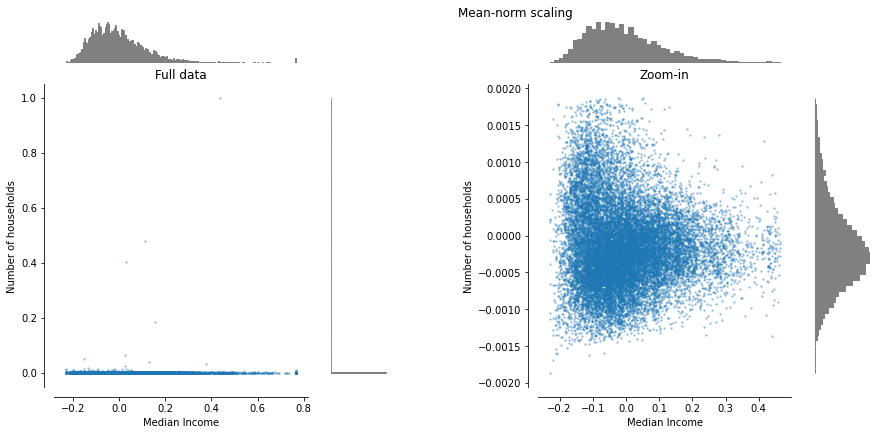 Mean-norm scaling
Full data
Number of households
1.0
0.8
0.6
0.4
0.2
0.0
−0.2 0.0 0.2 0.4 0.6 0.8
Median Income
Zoom-in
Number of households
0.0020
0.0015
0.0010
0.0005
0.0000
−0.0005
−0.0010
−0.0015
−0.0020
−0.2 −0.1 0.0 0.1 0.2 0.3 0.4
Median Income